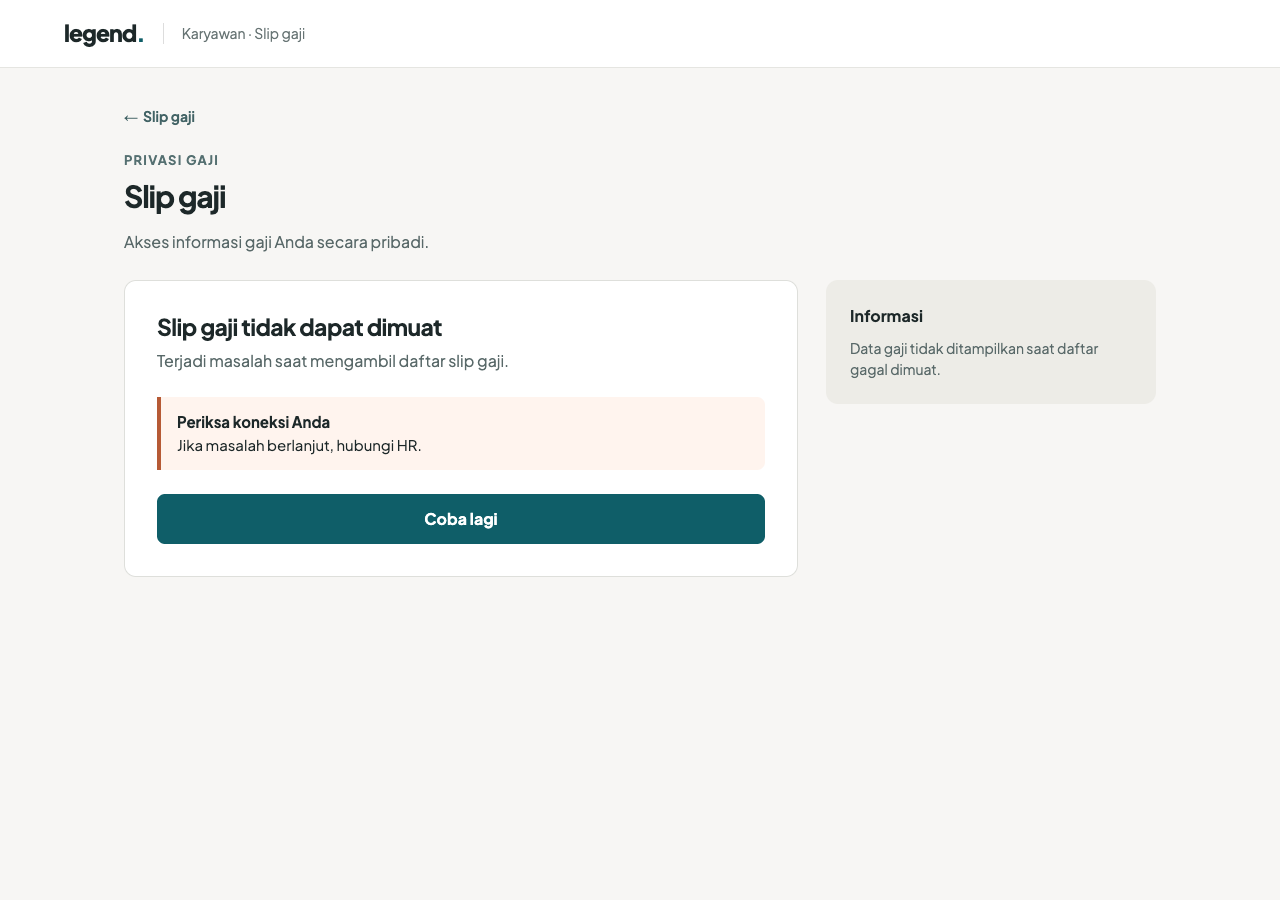 legend.
Karyawan · Slip gaji
← Slip gaji
PRIVASI GAJI
Slip gaji
Akses informasi gaji Anda secara pribadi.
Slip gaji tidak dapat dimuat
Terjadi masalah saat mengambil daftar slip gaji.
Periksa koneksi Anda
Jika masalah berlanjut, hubungi HR.
Coba lagi
Informasi
Data gaji tidak ditampilkan saat daftar
gagal dimuat.